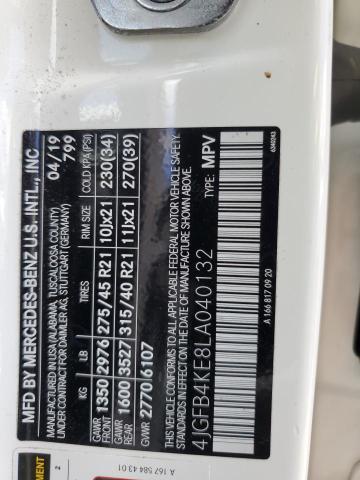 MFD BY MERCEDES-BENZ U.S. INTL., INC
USA/(ALABAMA, TUSCALOOSA COUNTY)
UNDER CONTRACT FOR DAIMLER AG, STUTTGART (GERMANY)
04/19
799
KG LB TIRES RIM SIZE COLD KPA (PSI)
GAWR FRONT 1350 2976 275/45 R21 10Jx21 230(34)
GAWR REAR 1600 3527 315/40 R21 11Jx21 270(39)
GVWR 2770 6107
THIS VEHICLE CONFORMS TO ALL APPLICABLE FEDERAL MOTOR VEHICLE SAFETY
STANDARDS IN EFFECT ON THE DATE OF MANUFACTURE SHOWN ABOVE.
4JGFB4KE8LA040132 TYPE: MPV
A 166 817 09 20
6340243
A 167 584 43 01
2